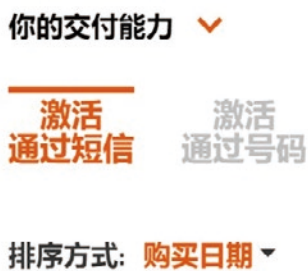 你的交付能力
激活
通过短信
激活
通过号码
排序方式: 购买日期